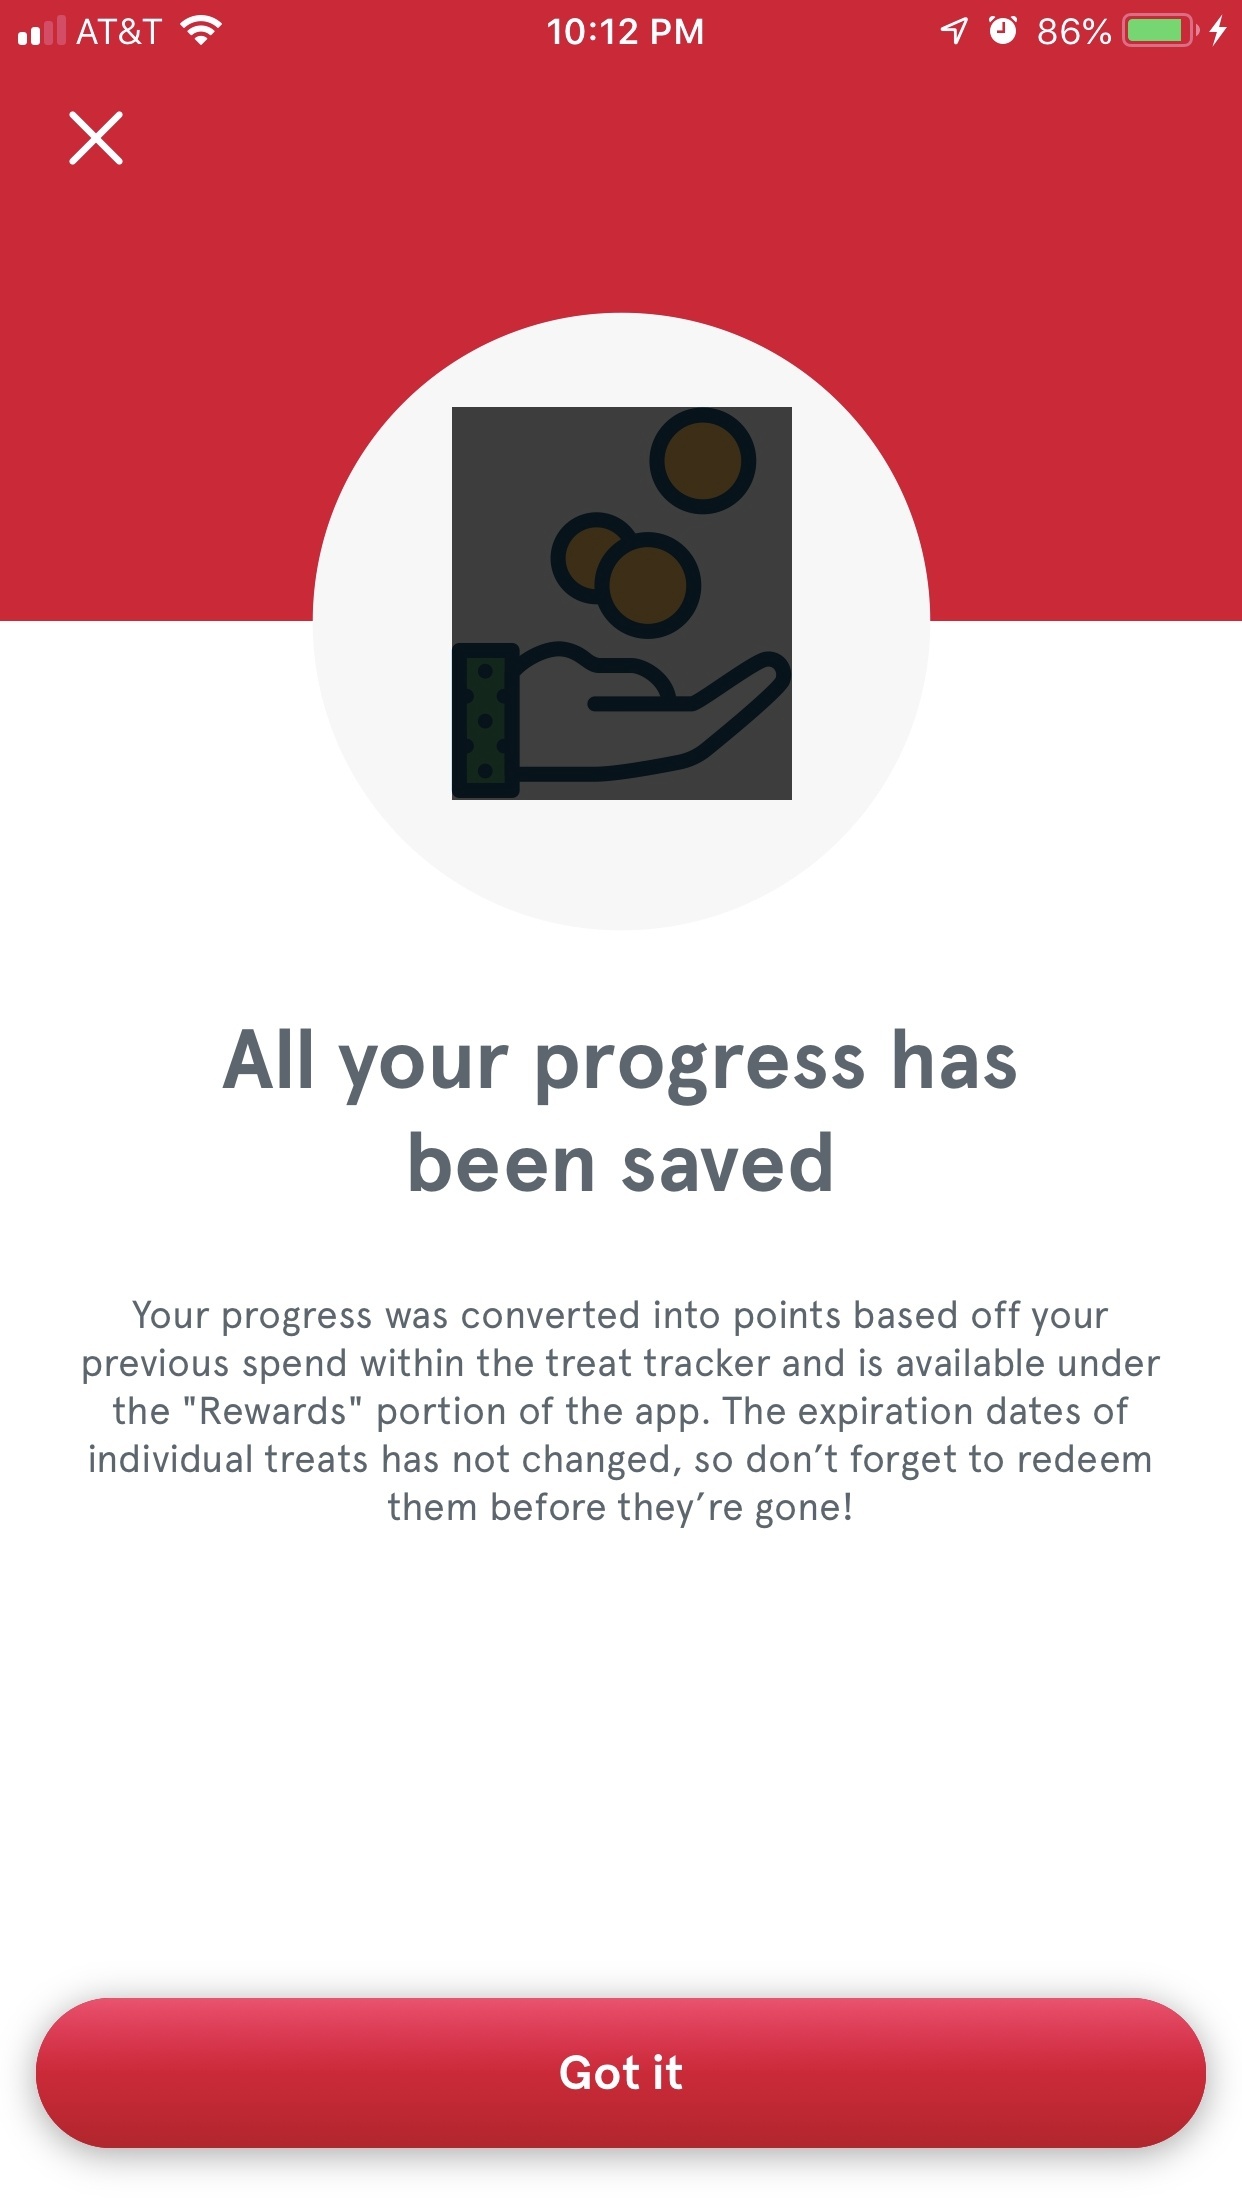 AT&T 10:12 PM 86%
All your progress has
been saved
Your progress was converted into points based off your
previous spend within the treat tracker and is available under
the "Rewards" portion of the app. The expiration dates of
individual treats has not changed, so don’t forget to redeem
them before they’re gone!
Got it